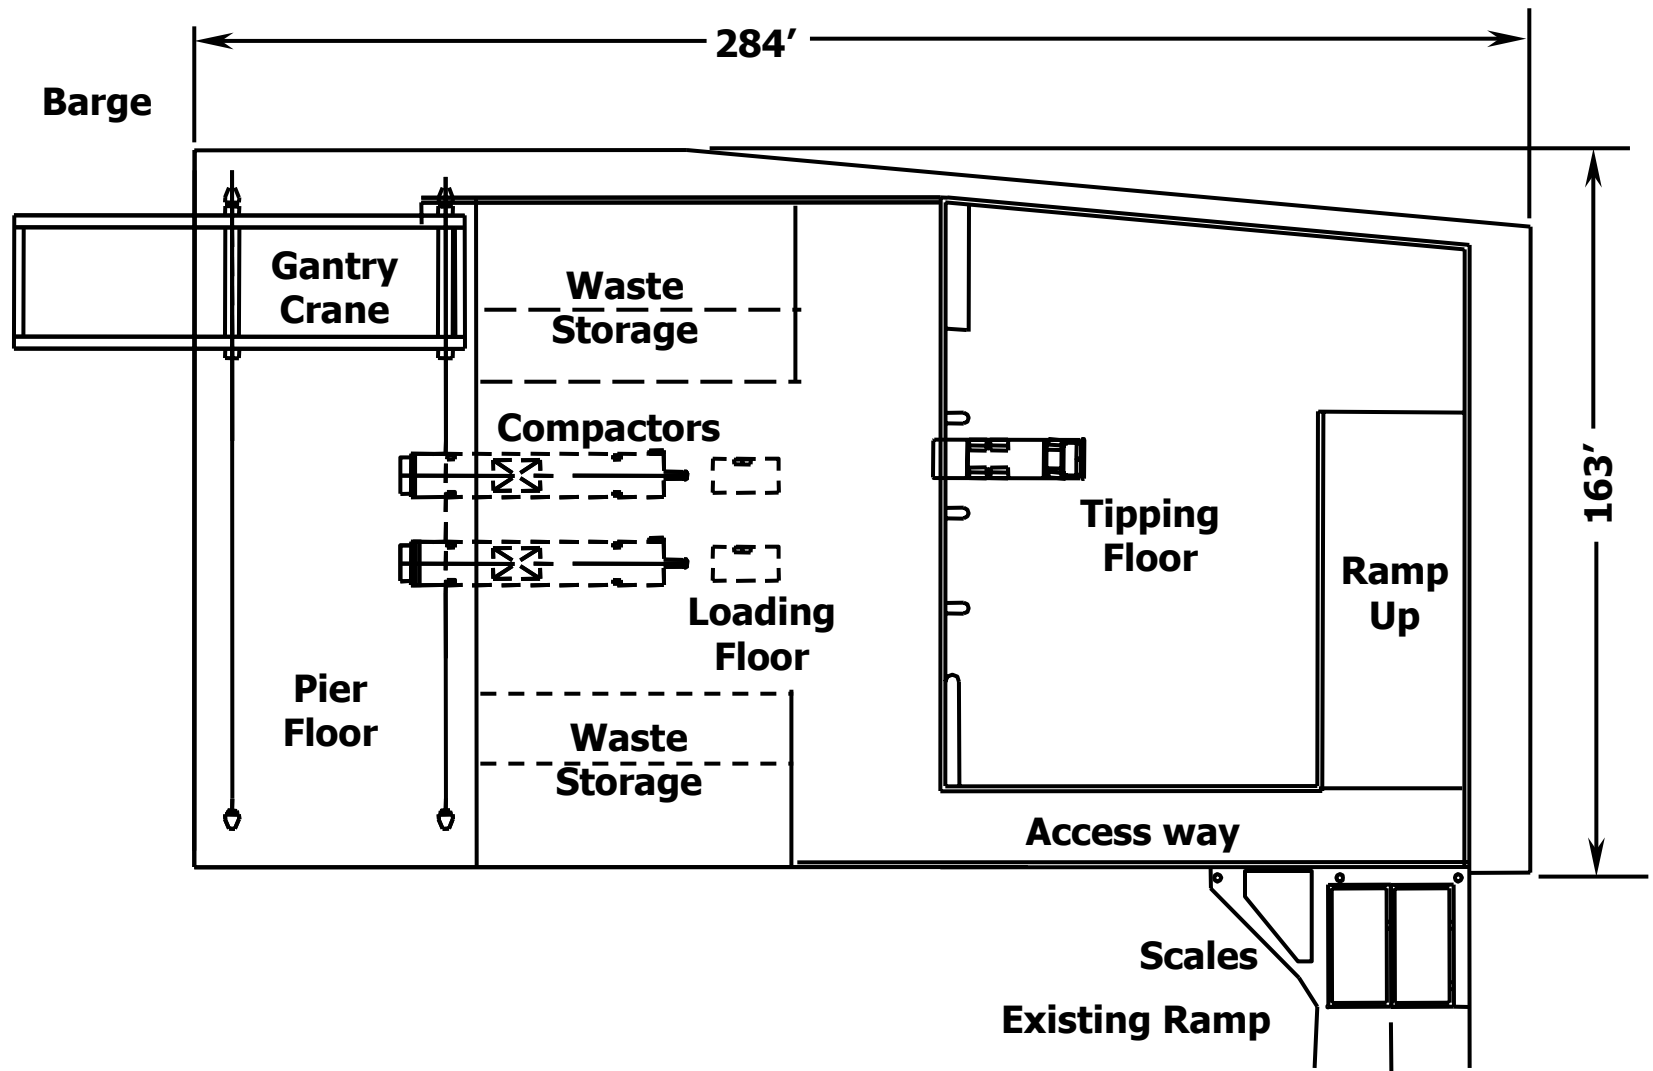 284’
Barge
Gantry
Crane
Waste
Storage
Compactors
Tipping
Floor
163’
Ramp
Up
Loading
Floor
Pier
Floor
Waste
Storage
Access way
Scales
Existing Ramp